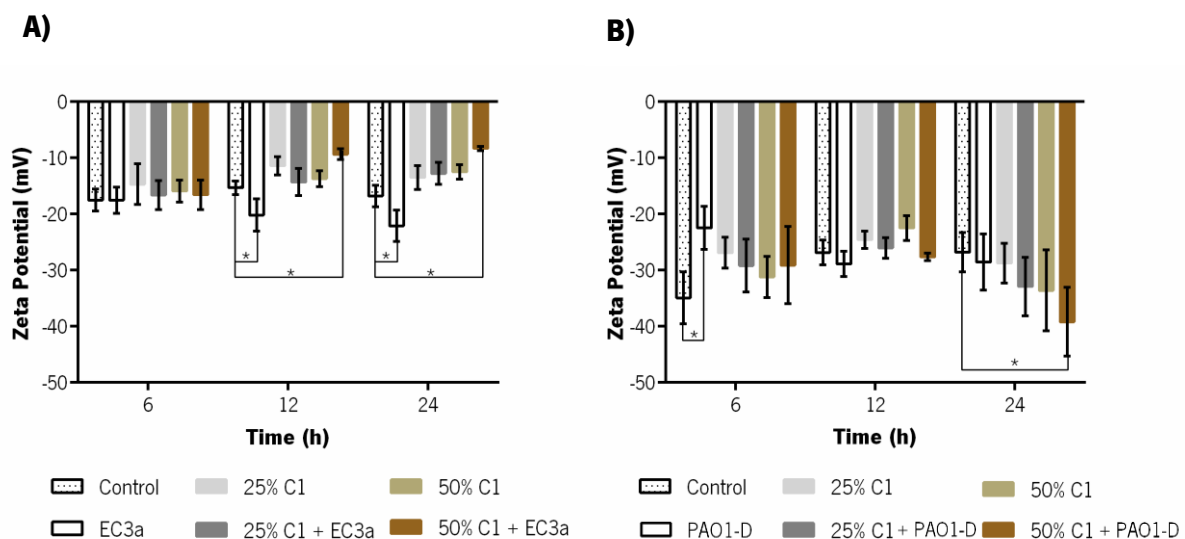 A)
Zeta Potential (mV)
0
-10
-20
-30
-40
-50
* * * *
6 12 24
Time (h)
Control 25% C1 50% C1
EC3a 25% C1 + EC3a 50% C1 + EC3a
B)
Zeta Potential (mV)
0
-10
-20
-30
-40
-50
* *
6 12 24
Time (h)
Control 25% C1 50% C1
PAO1-D 25% C1 + PAO1-D 50% C1 + PAO1-D